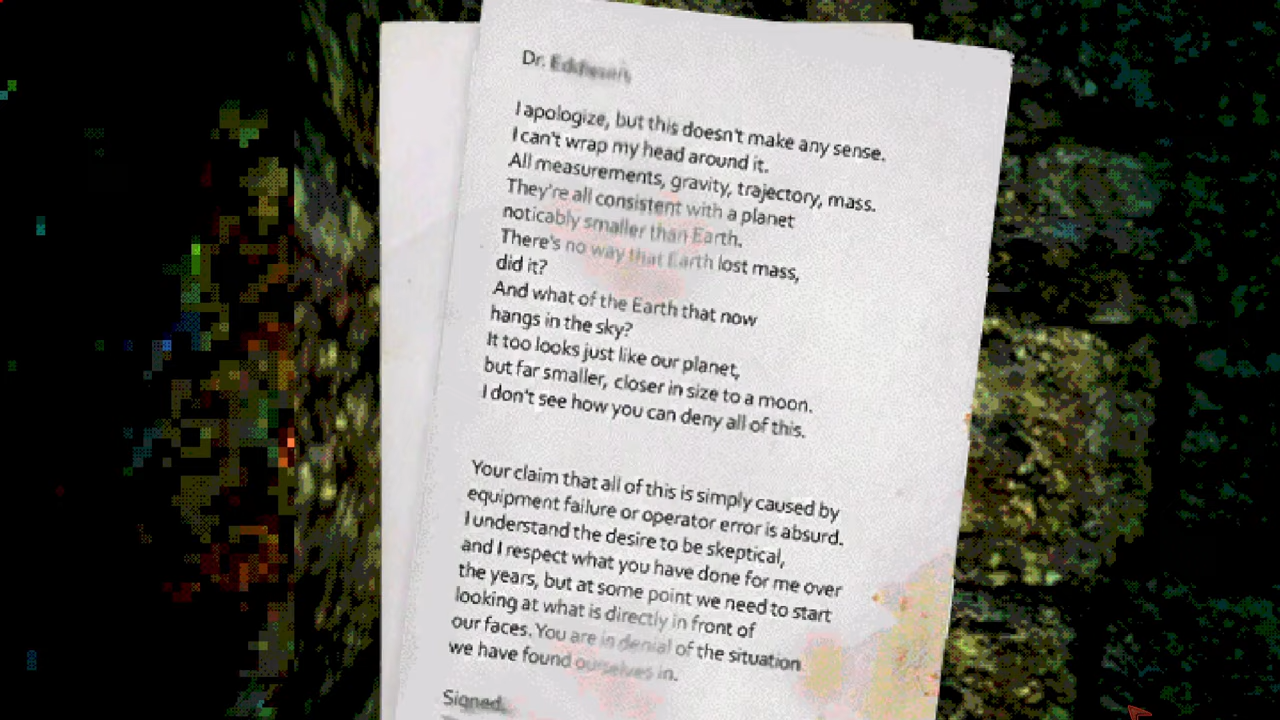 Dr.
I apologize, but this doesn't make any sense.
I can't wrap my head around it.
All measurements, gravity, trajectory, mass.
They're all consistent with a planet
noticably smaller than Earth.
There's no way that Earth lost mass,
did it?
And what of the Earth that now
hangs in the sky?
It too looks just like our planet,
but far smaller, closer in size to a moon.
I don't see how you can deny all of this.
Your claim that all of this is simply caused by
equipment failure or operator error is absurd.
I understand the desire to be skeptical,
and I respect what you have done for me over
the years, but at some point we need to start
looking at what is directly in front of
our faces. You are in denial of the situation
we have found ourselves in.
Signed,